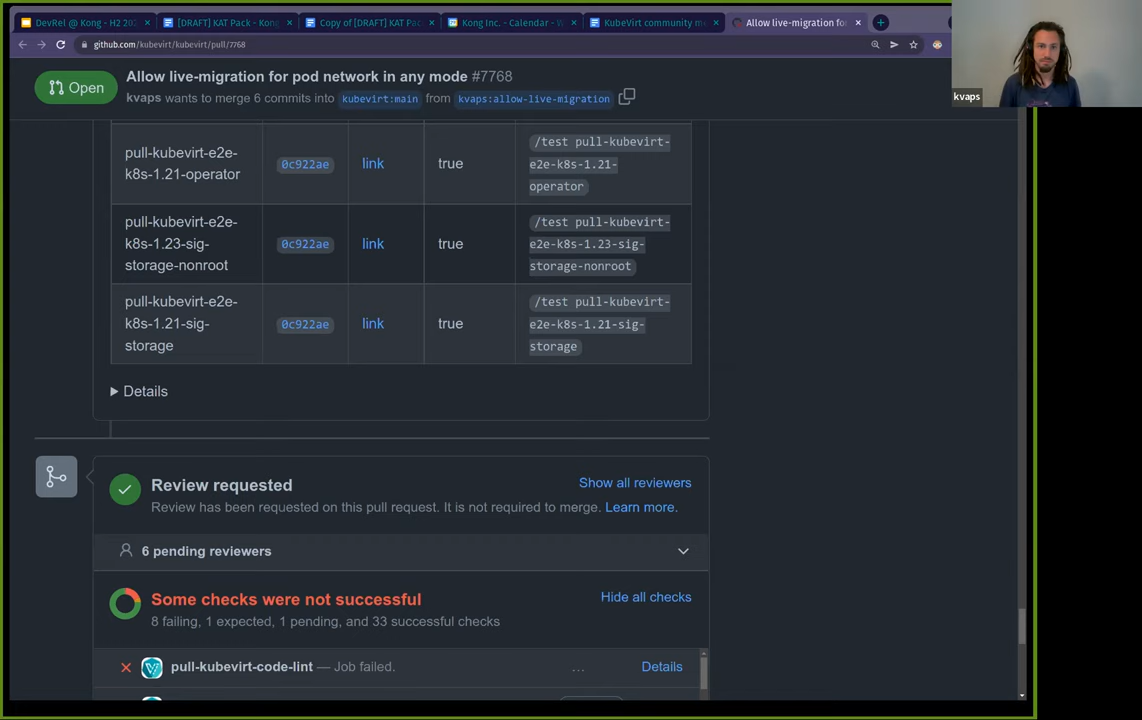 DevRel @ Kong - H2 202
[DRAFT] KAT Pack - Kong
Copy of [DRAFT] KAT Pack
Kong Inc. - Calendar - W
KubeVirt community m
Allow live-migration fo
github.com/kubevirt/kubevirt/pull/7768
Open
Allow live-migration for pod network in any mode #7768
kvaps wants to merge 6 commits into kubevirt:main from kvaps:allow-live-migration
kvaps
pull-kubevirt-e2e-
k8s-1.21-operator
0c922ae
link
true
/test pull-kubevirt-
e2e-k8s-1.21-
operator
pull-kubevirt-e2e-
k8s-1.23-sig-
storage-nonroot
0c922ae
link
true
/test pull-kubevirt-
e2e-k8s-1.23-sig-
storage-nonroot
pull-kubevirt-e2e-
k8s-1.21-sig-
storage
0c922ae
link
true
/test pull-kubevirt-
e2e-k8s-1.21-sig-
storage
Details
Review requested
Show all reviewers
Review has been requested on this pull request. It is not required to merge. Learn more.
6 pending reviewers
Some checks were not successful
Hide all checks
8 failing, 1 expected, 1 pending, and 33 successful checks
pull-kubevirt-code-lint — Job failed.
...
Details